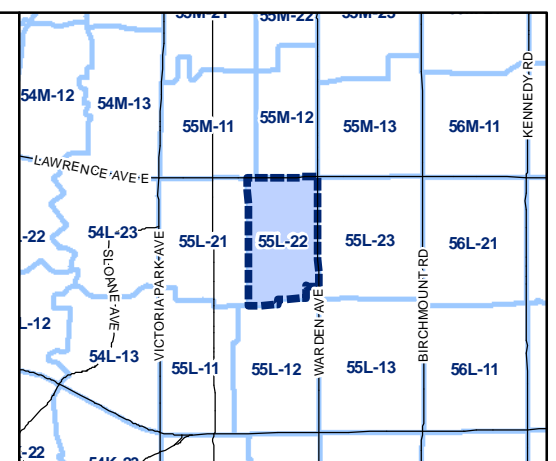 55M-21
55M-22
55M-23
KENNEDY RD
54M-12
54M-13
55M-11
55M-12
55M-13
56M-11
LAWRENCE AVE E
-22
54L-23
55L-21
55L-22
55L-23
56L-21
SLOANE AVE
VICTORIA PARK AVE
WARDEN AVE
BIRCHMOUNT RD
L-12
54L-13
55L-11
55L-12
55L-13
56L-11
-22
54K-23